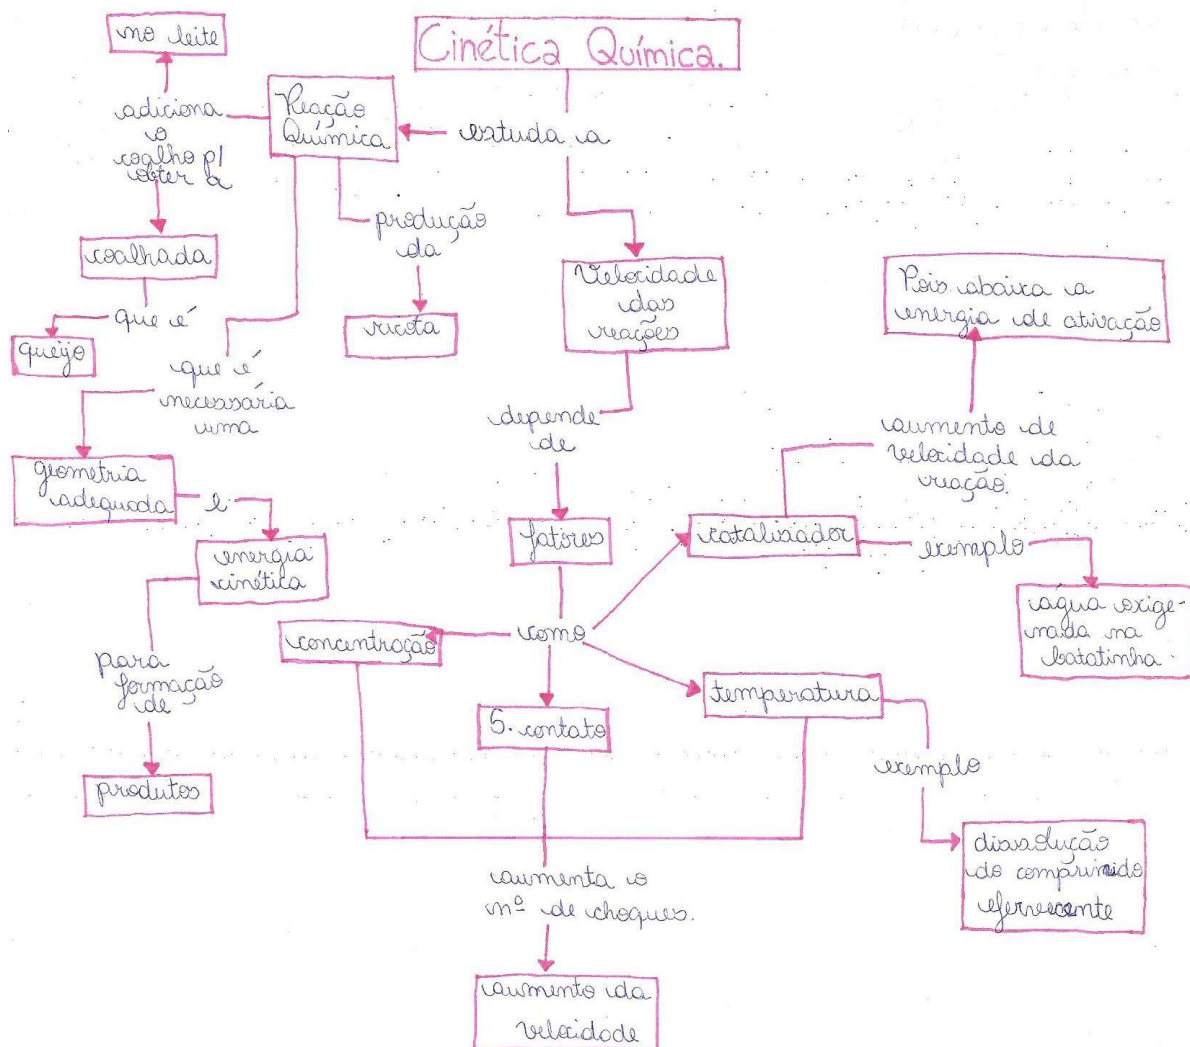 Cinética Química.
no leite
adiciona
o
coalho p/
obter a
Reação
Química
estuda a
coalhada
que é
queijo
produção
da
ricota
que é
necessária
uma
geometria
adequada
e
energia
cinética
para
formação
de
produtos
Velocidade
das
reações
depende
de
fatores
como
concentração
S. contato
temperatura
catalisador
aumento de
velocidade da
reação.
Pois abaixa a
energia de ativação
exemplo
água oxige-
nada na
batatinha.
exemplo
dissolução
do comprimido
efervecente
aumenta o
nº de choques.
aumento da
velocidade